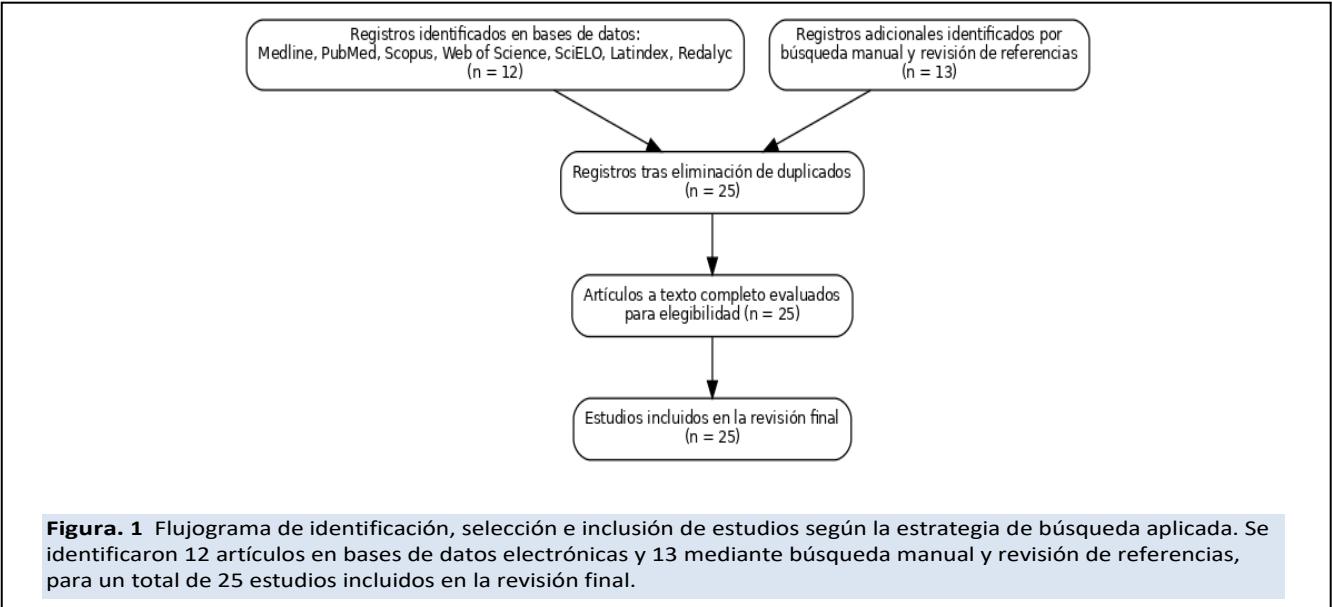 Registros identificados en bases de datos:
Medline, PubMed, Scopus, Web of Science, SciELO, Latindex, Redalyc
(n = 12)
Registros adicionales identificados por
búsqueda manual y revisión de referencias
(n = 13)
Registros tras eliminación de duplicados
(n = 25)
Artículos a texto completo evaluados
para elegibilidad (n = 25)
Estudios incluidos en la revisión final
(n = 25)
Figura. 1 Flujograma de identificación, selección e inclusión de estudios según la estrategia de búsqueda aplicada. Se
identificaron 12 artículos en bases de datos electrónicas y 13 mediante búsqueda manual y revisión de referencias,
para un total de 25 estudios incluidos en la revisión final.